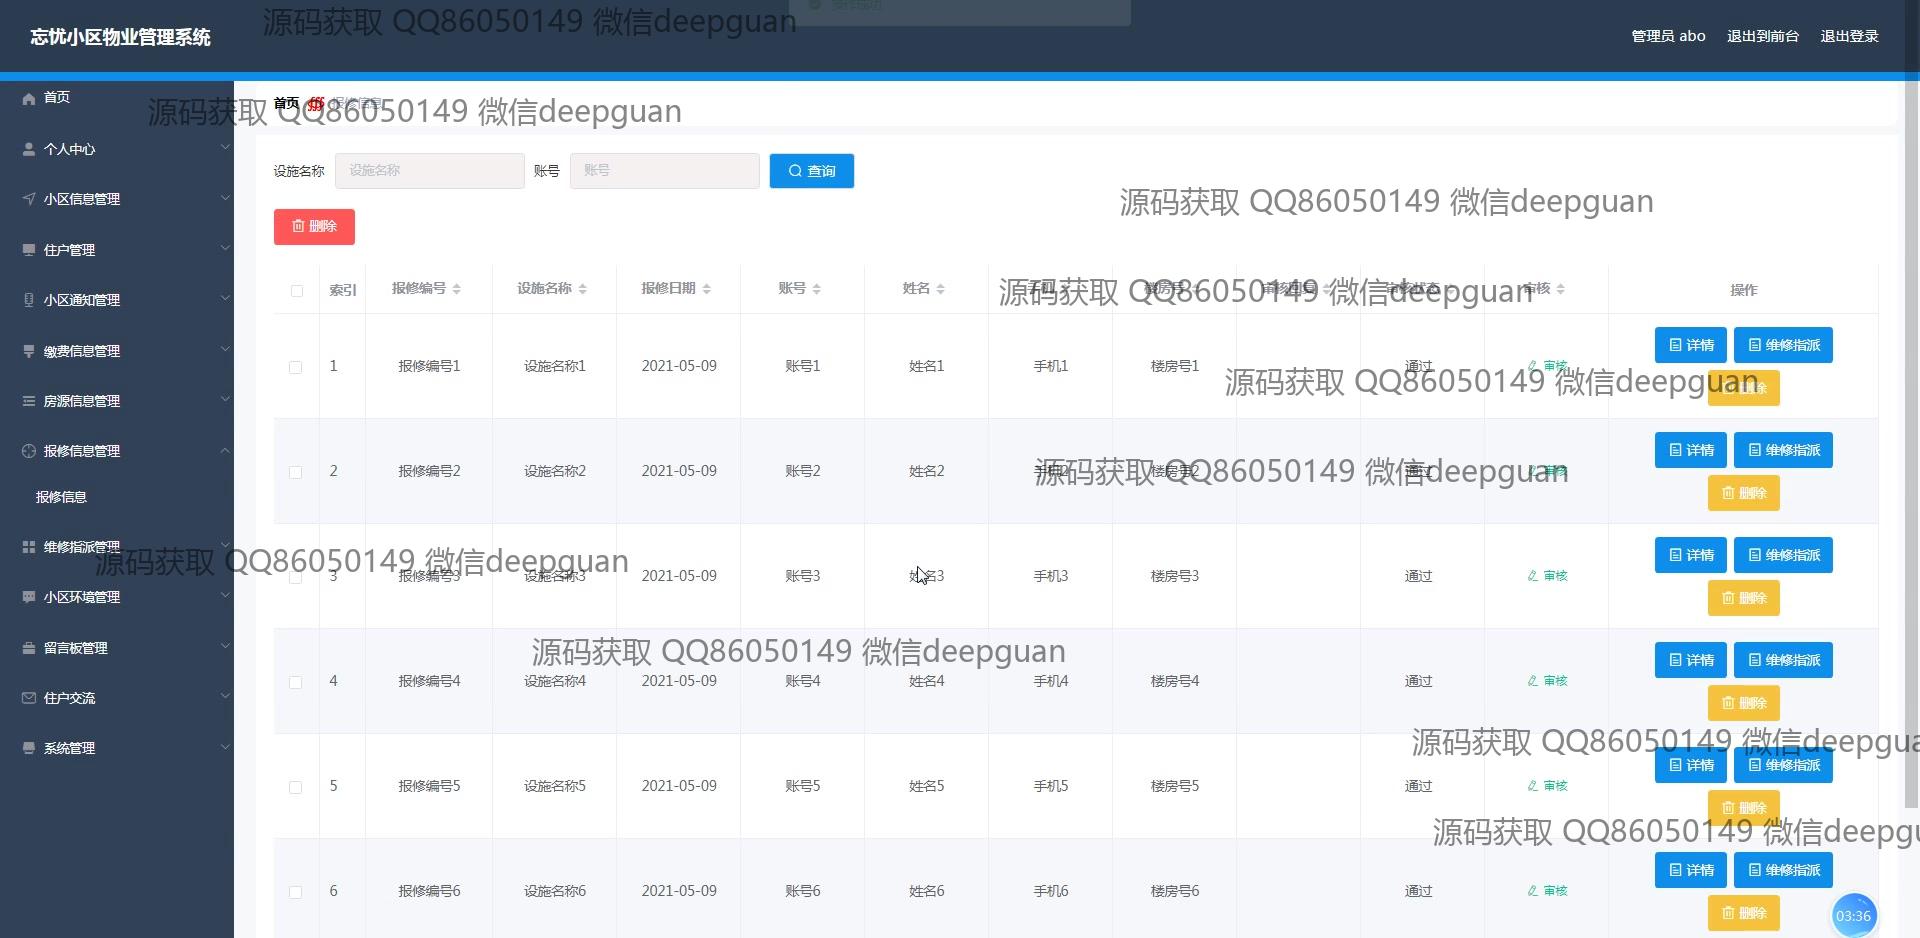 忘忧小区物业管理系统
源码获取 QQ86050149 微信deepguan
操作成功
管理员 abo 退出到前台 退出登录
首页
首页 报修信息
源码获取 QQ86050149 微信deepguan
个人中心
设施名称 设施名称 账号 账号 查询
小区信息管理
源码获取 QQ86050149 微信deepguan
删除
住户管理
索引 报修编号 设施名称 报修日期 账号 姓名 手机 楼房号 审核回复 审核状态 审核 操作
源码获取 QQ86050149 微信deepguan
小区通知管理
缴费信息管理
1 报修编号1 设施名称1 2021-05-09 账号1 姓名1 手机1 楼房号1 通过 审核 详情 维修指派 删除
源码获取 QQ86050149 微信deepguan
房源信息管理
报修信息管理
2 报修编号2 设施名称2 2021-05-09 账号2 姓名2 手机2 楼房号2 通过 审核 详情 维修指派 删除
源码获取 QQ86050149 微信deepguan
报修信息
维修指派管理
源码获取 QQ86050149 微信deepguan
3 报修编号3 设施名称3 2021-05-09 账号3 姓名3 手机3 楼房号3 通过 审核 详情 维修指派 删除
小区环境管理
留言板管理
源码获取 QQ86050149 微信deepguan
4 报修编号4 设施名称4 2021-05-09 账号4 姓名4 手机4 楼房号4 通过 审核 详情 维修指派 删除
住户交流
系统管理
源码获取 QQ86050149 微信deepgua
5 报修编号5 设施名称5 2021-05-09 账号5 姓名5 手机5 楼房号5 通过 审核 详情 维修指派 删除
源码获取 QQ86050149 微信deepgu
6 报修编号6 设施名称6 2021-05-09 账号6 姓名6 手机6 楼房号6 通过 审核 详情 维修指派 删除
03:36